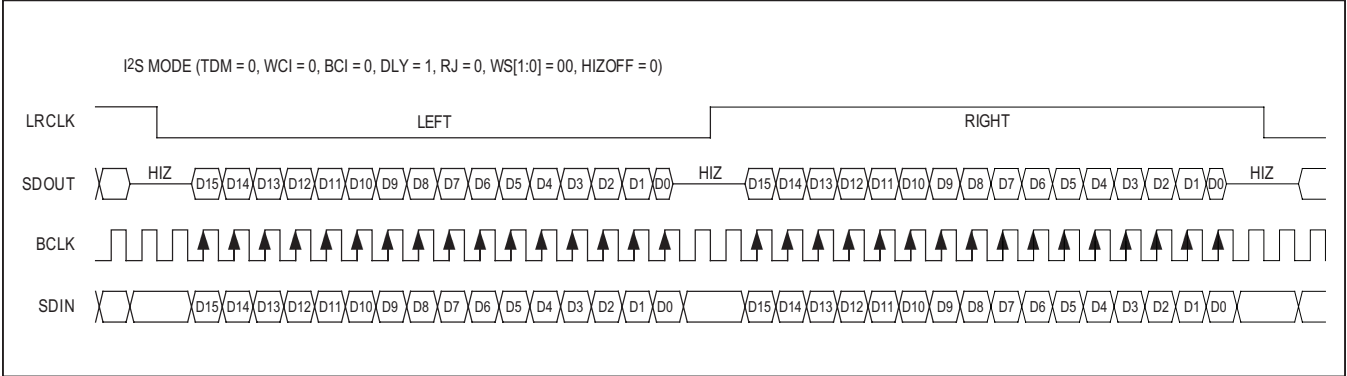 I²S MODE (TDM = 0, WCI = 0, BCI = 0, DLY = 1, RJ = 0, WS[1:0] = 00, HIZOFF = 0)
LRCLK LEFT RIGHT
SDOUT HIZ D15 D14 D13 D12 D11 D10 D9 D8 D7 D6 D5 D4 D3 D2 D1 D0 HIZ D15 D14 D13 D12 D11 D10 D9 D8 D7 D6 D5 D4 D3 D2 D1 D0 HIZ
BCLK
SDIN D15 D14 D13 D12 D11 D10 D9 D8 D7 D6 D5 D4 D3 D2 D1 D0 D15 D14 D13 D12 D11 D10 D9 D8 D7 D6 D5 D4 D3 D2 D1 D0